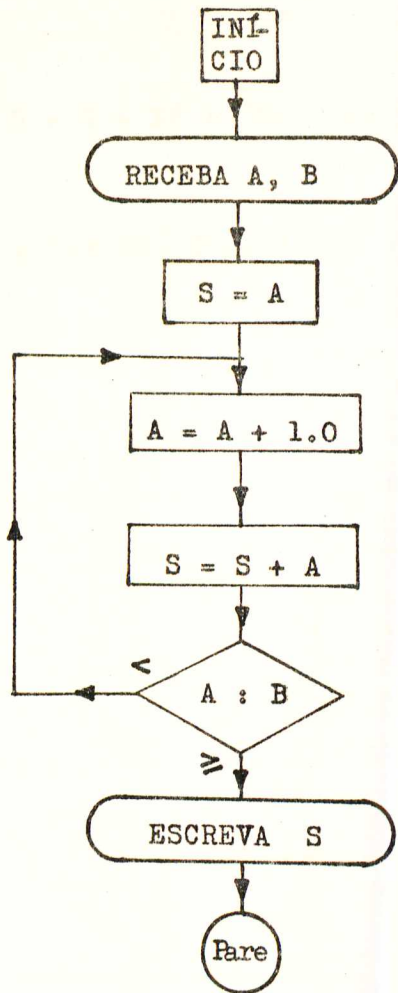 INÍ-
CIO
RECEBA A, B
S = A
A = A + 1.0
S = S + A
<
A : B
≥
ESCREVA S
Pare